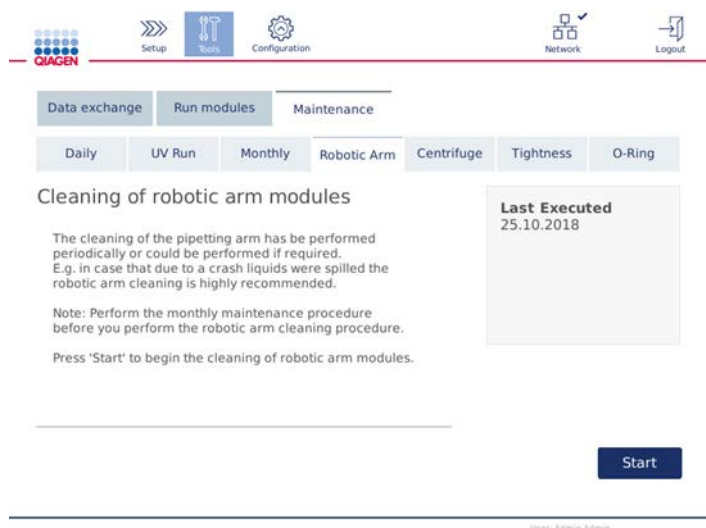 QIAGEN
Setup
Tools
Configuration
Network
Logout
Data exchange
Run modules
Maintenance
Daily
UV Run
Monthly
Robotic Arm
Centrifuge
Tightness
O-Ring
Cleaning of robotic arm modules
The cleaning of the pipetting arm has be performed
periodically or could be performed if required.
E.g. in case that due to a crash liquids were spilled the
robotic arm cleaning is highly recommended.
Note: Perform the monthly maintenance procedure
before you perform the robotic arm cleaning procedure.
Press 'Start' to begin the cleaning of robotic arm modules.
Last Executed
25.10.2018
Start